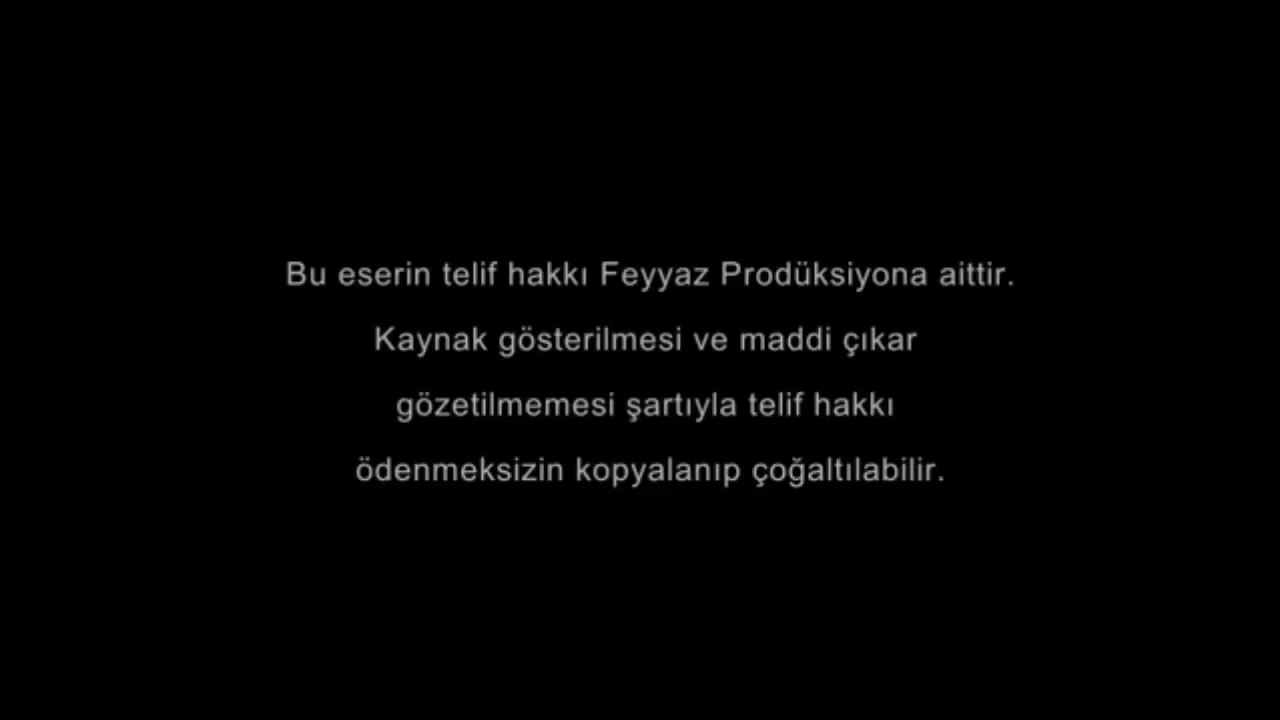 Bu eserin telif hakkı Feyyaz Prodüksiyona aittir.
Kaynak gösterilmesi ve maddi çıkar
gözetilmemesi şartıyla telif hakkı
ödenmeksizin kopyalanıp çoğaltılabilir.